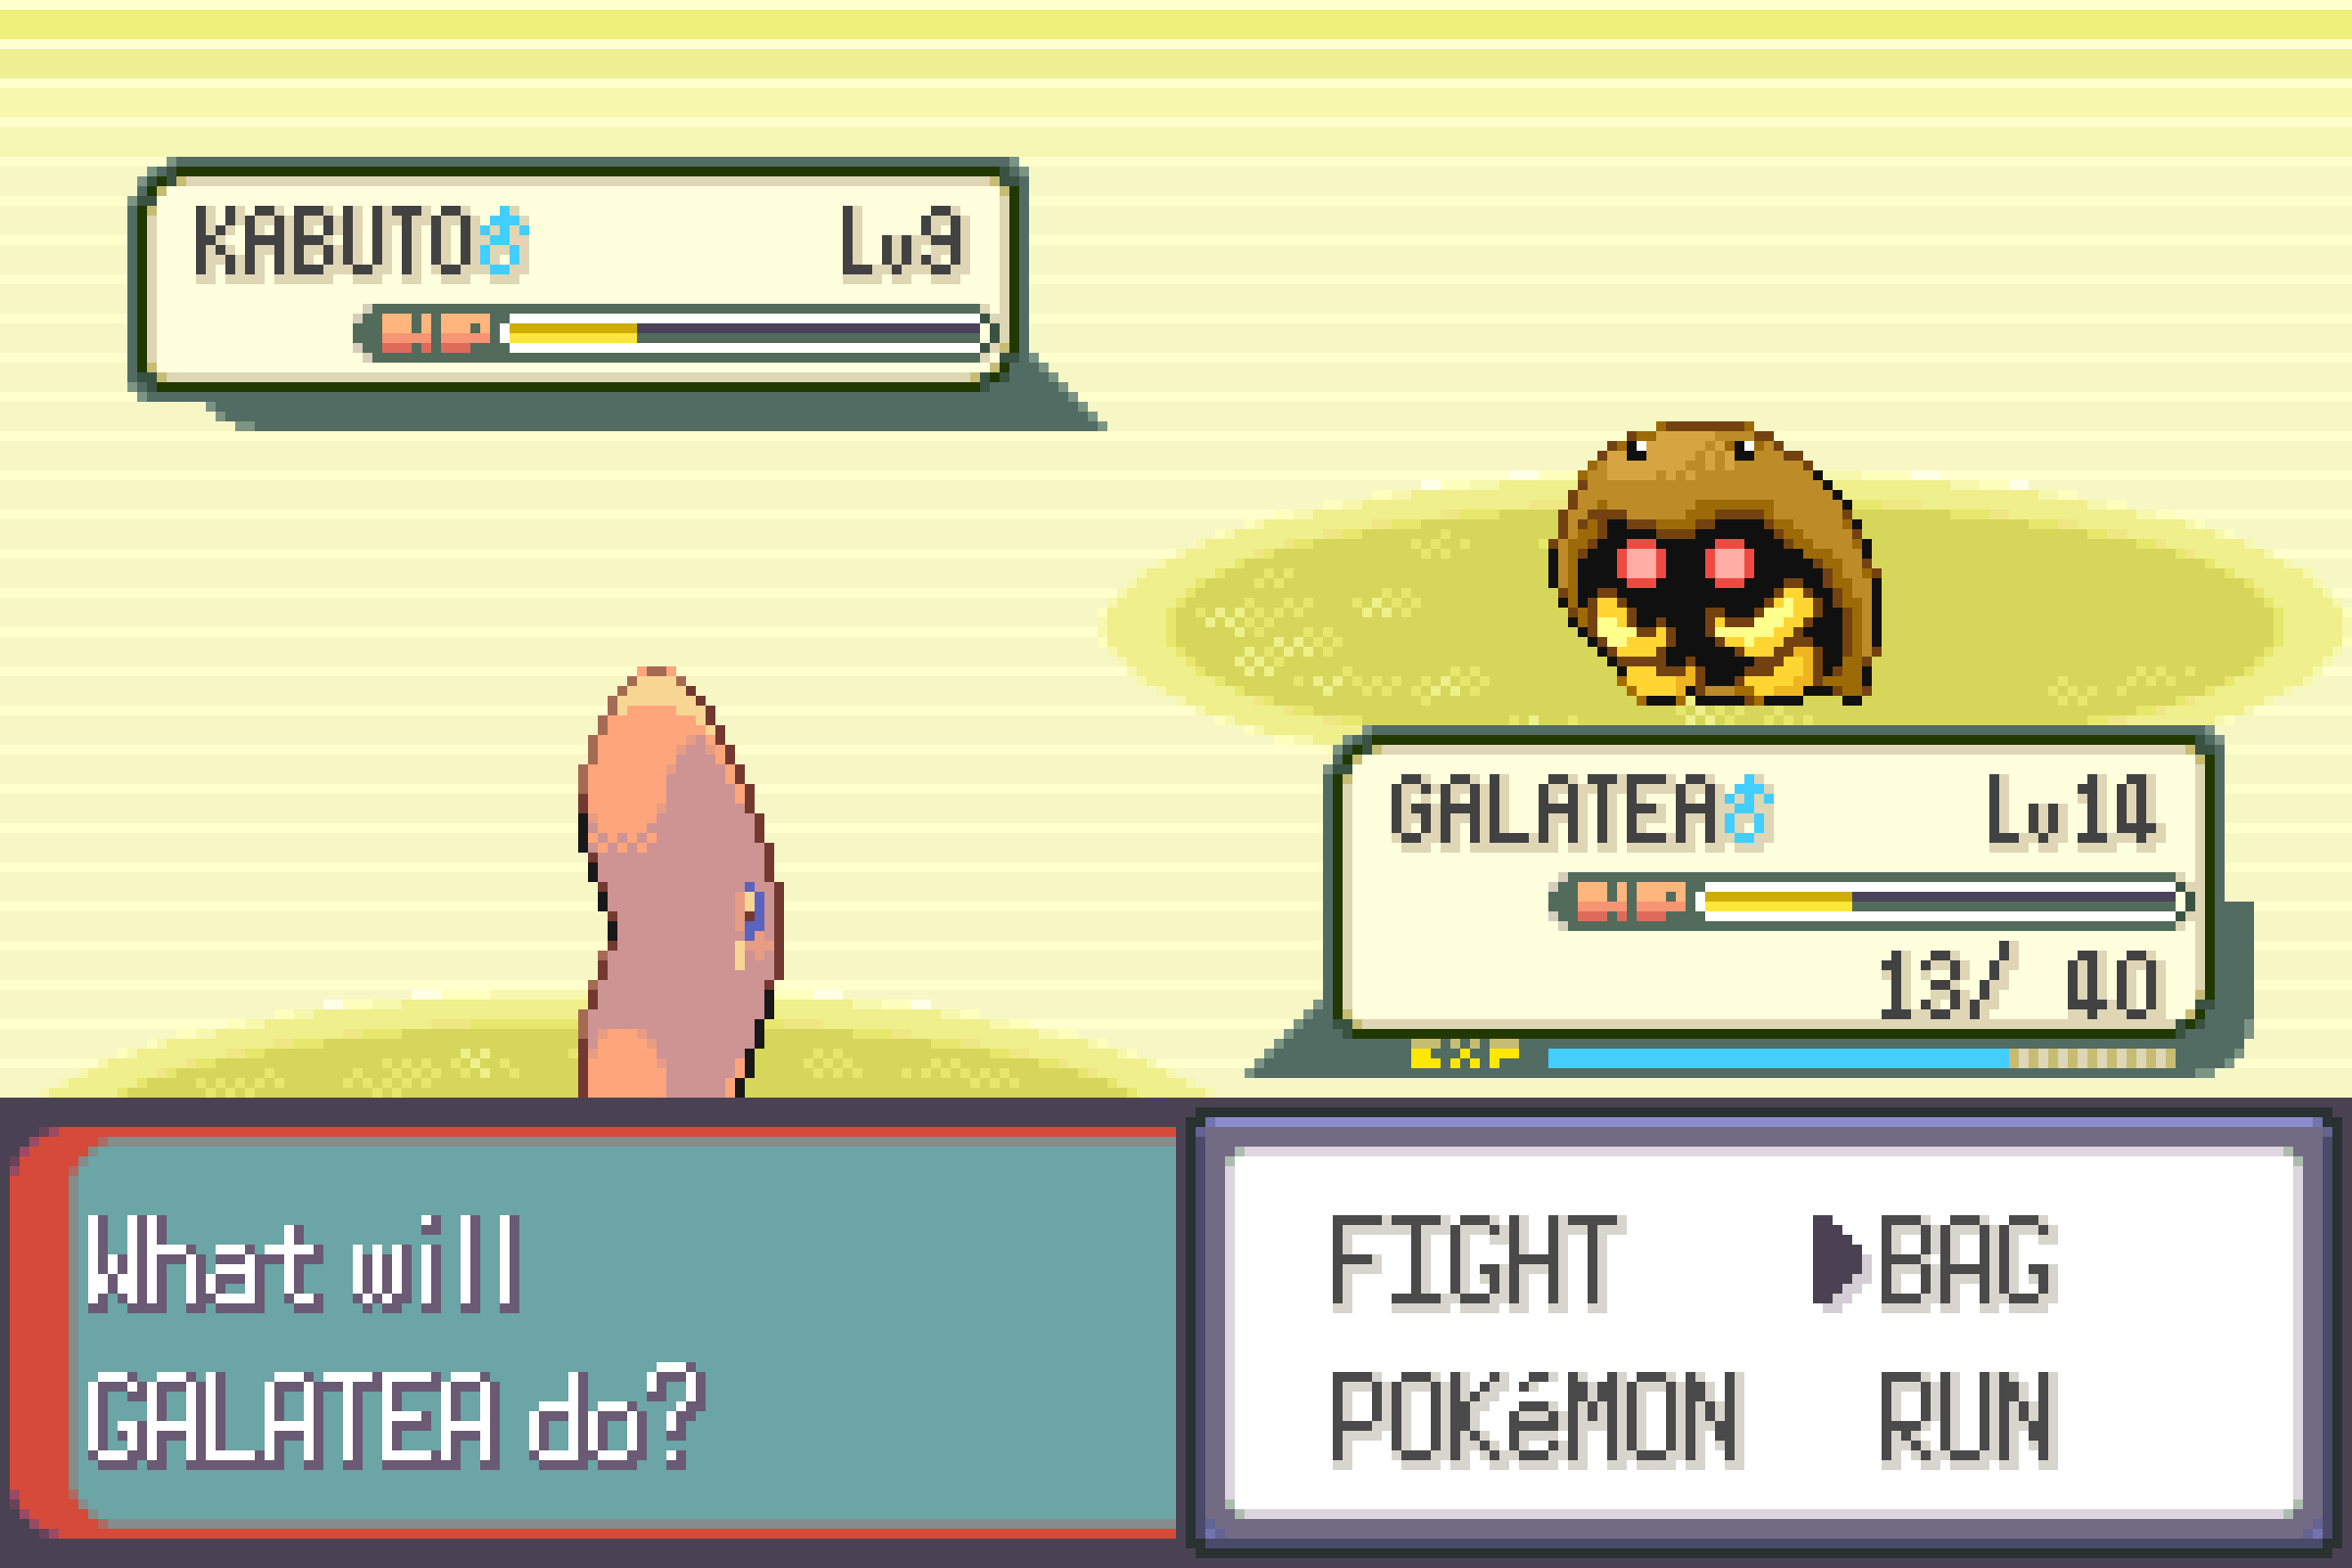 KABUTO♂ Lv9
HP
GALATEA♂ Lv14
HP
13/ 40
EXP
What will
GALATEA do?
FIGHT ▶BAG
POKéMON RUN